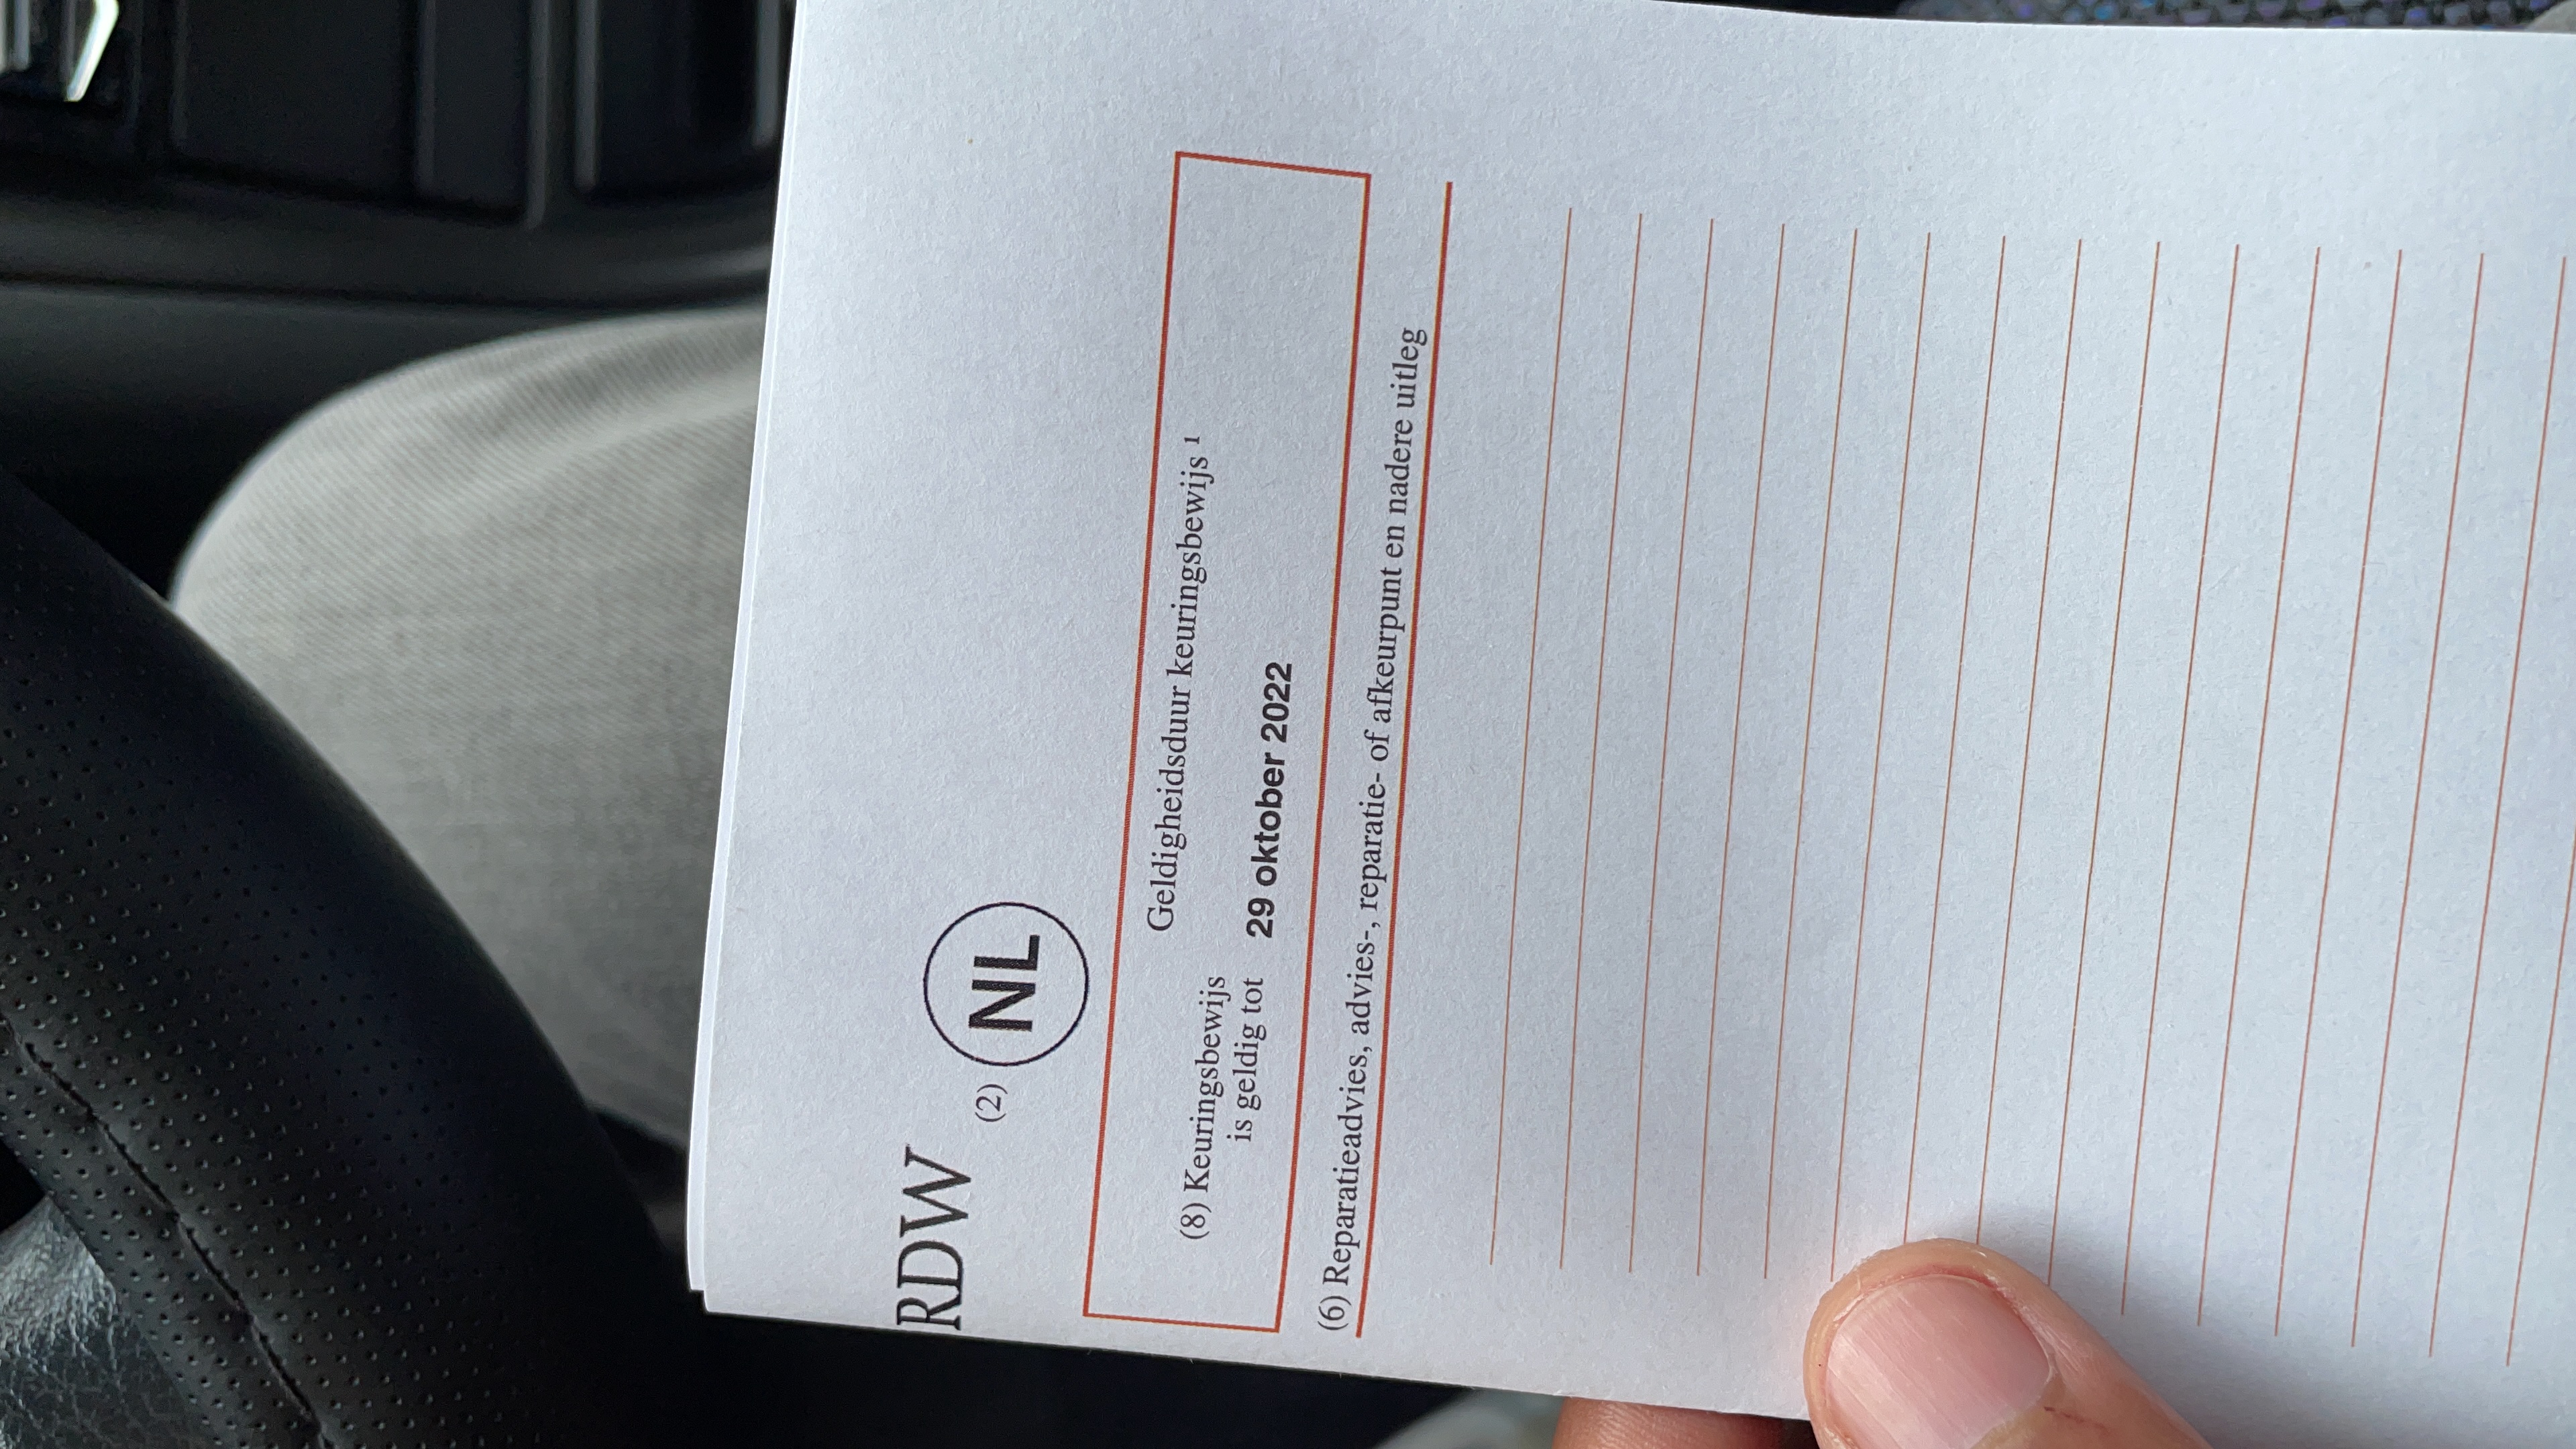 RDW
(2) NL
Geldigheidsduur keuringsbewijs ¹
(8) Keuringsbewijs
is geldig tot 29 oktober 2022
(6) Reparatieadvies, advies-, reparatie- of afkeurpunt en nadere uitleg